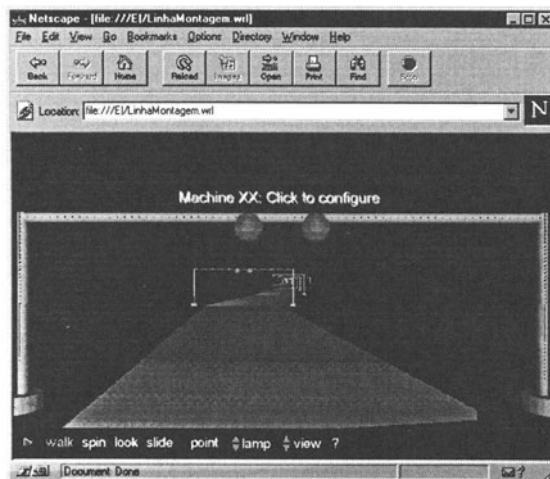 Netscape - [file:///E|/LinhaMontagem.wrl]
File Edit View Go Bookmarks Options Directory Window Help
Back Forward Home Reload Images Open Print Find Stop
Location: file:///E|/LinhaMontagem.wrl N
Machine XX: Click to configure
walk spin look slide point lamp view ?
Document: Done ?